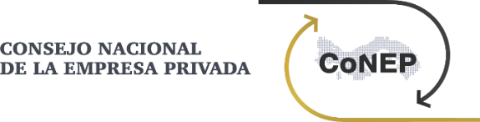 CONSEJO NACIONAL
DE LA EMPRESA PRIVADA
CoNEP